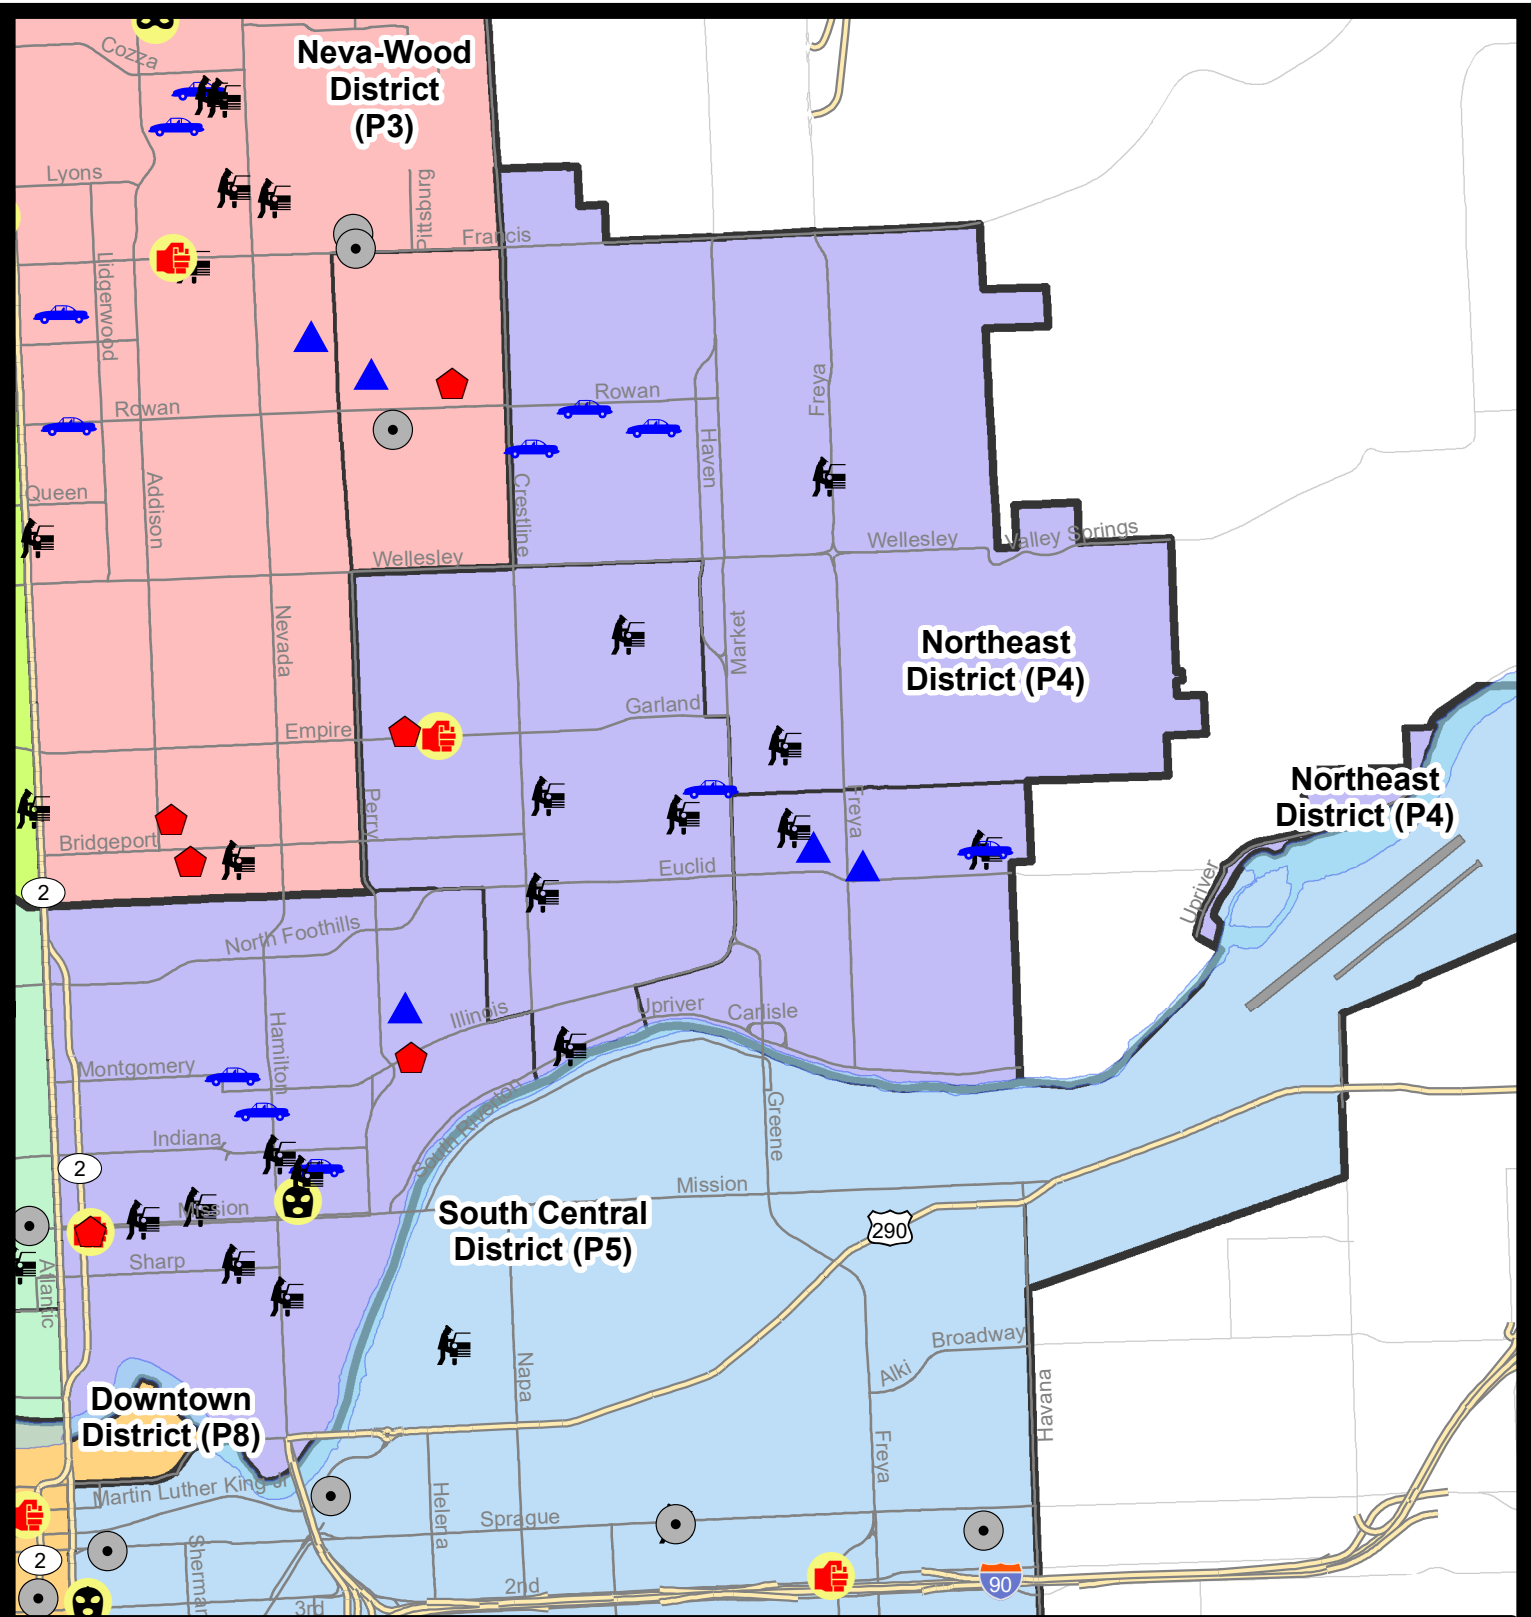 Cozza
Neva-Wood
District
(P3)
Lyons
Pittsburg
Francis
Lidgerwood
Rowan
Rowan
Freya
Haven
Queen
Addison
Crestline
Wellesley
Wellesley
Valley Springs
Nevada
Market
Northeast
District (P4)
Garland
Empire
Northeast
District (P4)
Perry
Freya
Bridgeport
Euclid
Upriver
2
North Foothills
Illinois
Upriver
Carlisle
Hamilton
Montgomery
South Riverton
Greene
Indiana
2
Mission
Mission
South Central
District (P5)
290
Sharp
Atlantic
Broadway
Alki
Napa
Havana
Downtown
District (P8)
Freya
Martin Luther King Jr
Helena
Sprague
Sherman
2
2nd
90
3rd